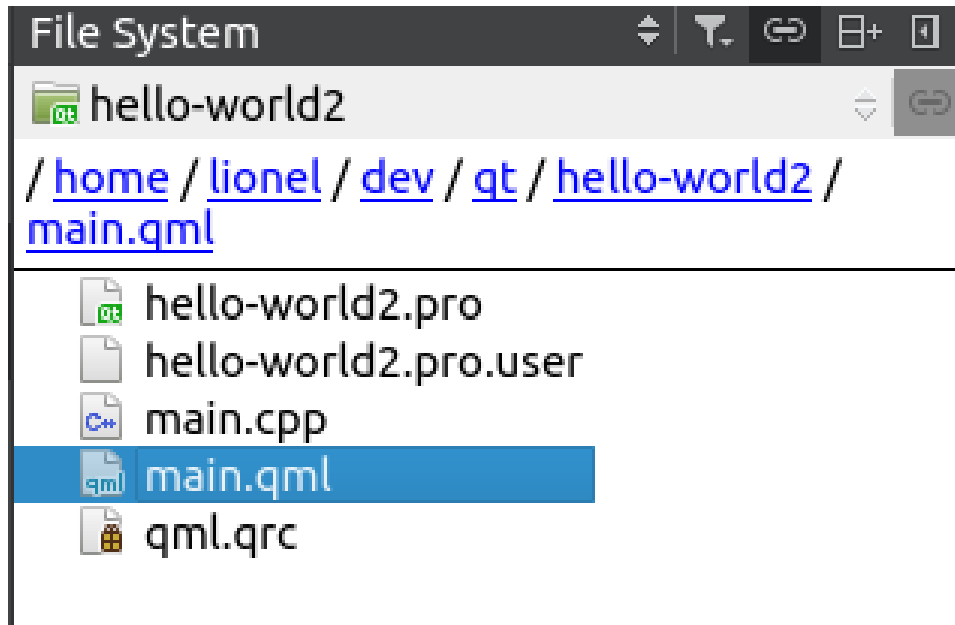 File System
hello-world2
/ home / lionel / dev / qt / hello-world2 /
main.qml
hello-world2.pro
hello-world2.pro.user
main.cpp
main.qml
qml.qrc